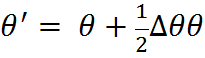 θ′ = θ + ½Δθθ